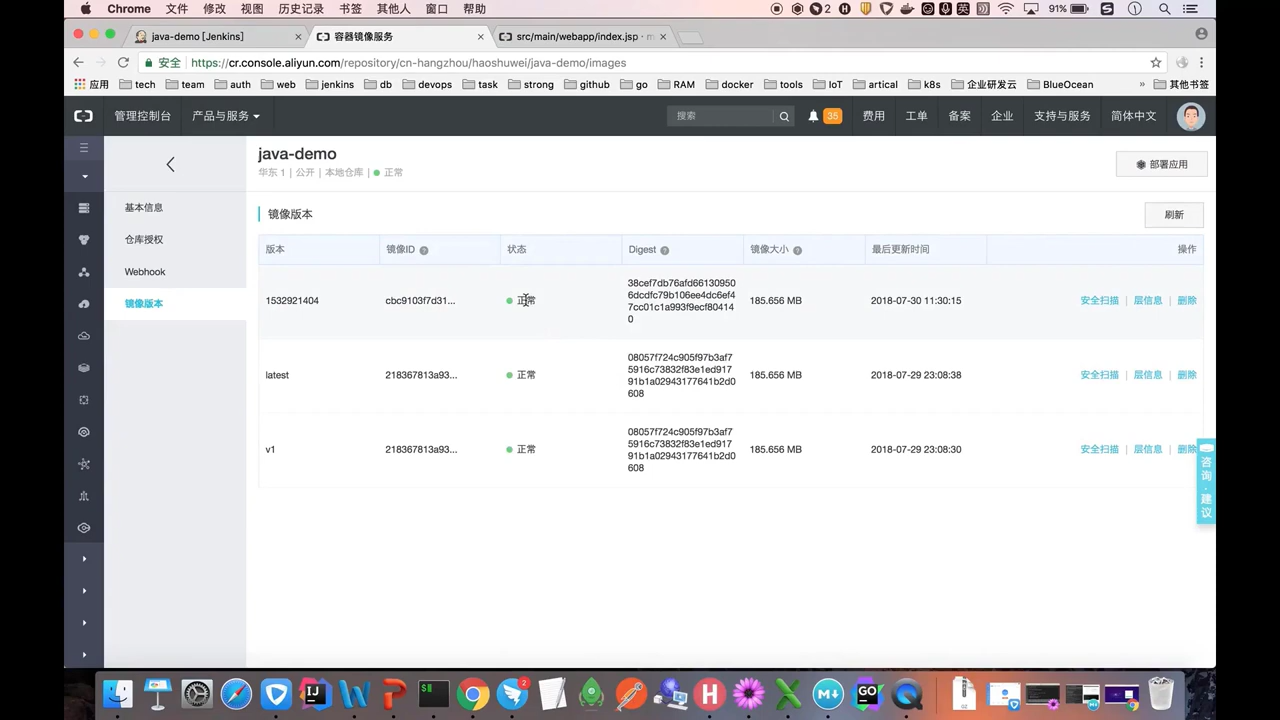 Chrome 文件 修改 视图 历史记录 书签 其他人 窗口 帮助
2 英 91%
java-demo [Jenkins] 容器镜像服务 src/main/webapp/index.jsp · m
安全 https://cr.console.aliyun.com/repository/cn-hangzhou/haoshuwei/java-demo/images
应用 tech team auth web jenkins db devops task strong github go RAM docker tools IoT artical k8s 企业研发云 BlueOcean » 其他书签
管理控制台 产品与服务 搜索 35 费用 工单 备案 企业 支持与服务 简体中文
java-demo
华东 1 | 公开 | 本地仓库 | 正常
部署应用
基本信息
仓库授权
Webhook
镜像版本
镜像版本
刷新
版本 镜像ID 状态 Digest 镜像大小 最后更新时间 操作
1532921404 cbc9103f7d31... 正常 185.656 MB 2018-07-30 11:30:15 安全扫描 | 层信息 | 删除
38cef7db76afd66130950
6dcdfc79b106ee4dc6ef4
7cc01c1a993f9ecf80414
0
latest 218367813a93... 正常 185.656 MB 2018-07-29 23:08:38 安全扫描 | 层信息 | 删除
08057f724c905f97b3af7
5916c73832f83e1ed917
91b1a02943177641b2d0
608
v1 218367813a93... 正常 185.656 MB 2018-07-29 23:08:30 安全扫描 | 层信息 | 删除
08057f724c905f97b3af7
5916c73832f83e1ed917
91b1a02943177641b2d0
608
咨询·建议